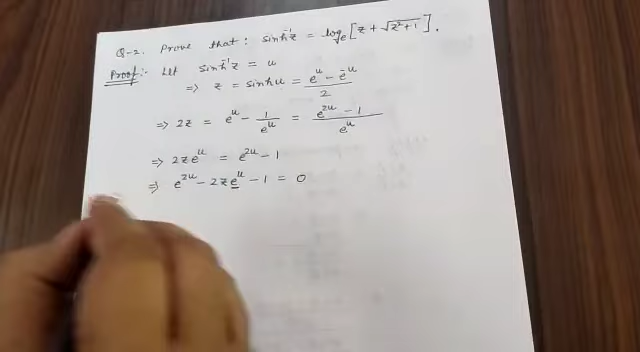 Q-2. Prove that: sinh⁻¹z = logₑ[z + √(z²+1)].
Proof:- Let sinh⁻¹z = u
⇒ z = sinhu = (eᵘ - e⁻ᵘ)/2
⇒ 2z = eᵘ - 1/eᵘ = (e²ᵘ - 1)/eᵘ
⇒ 2zeᵘ = e²ᵘ - 1
⇒ e²ᵘ - 2zeᵘ - 1 = 0